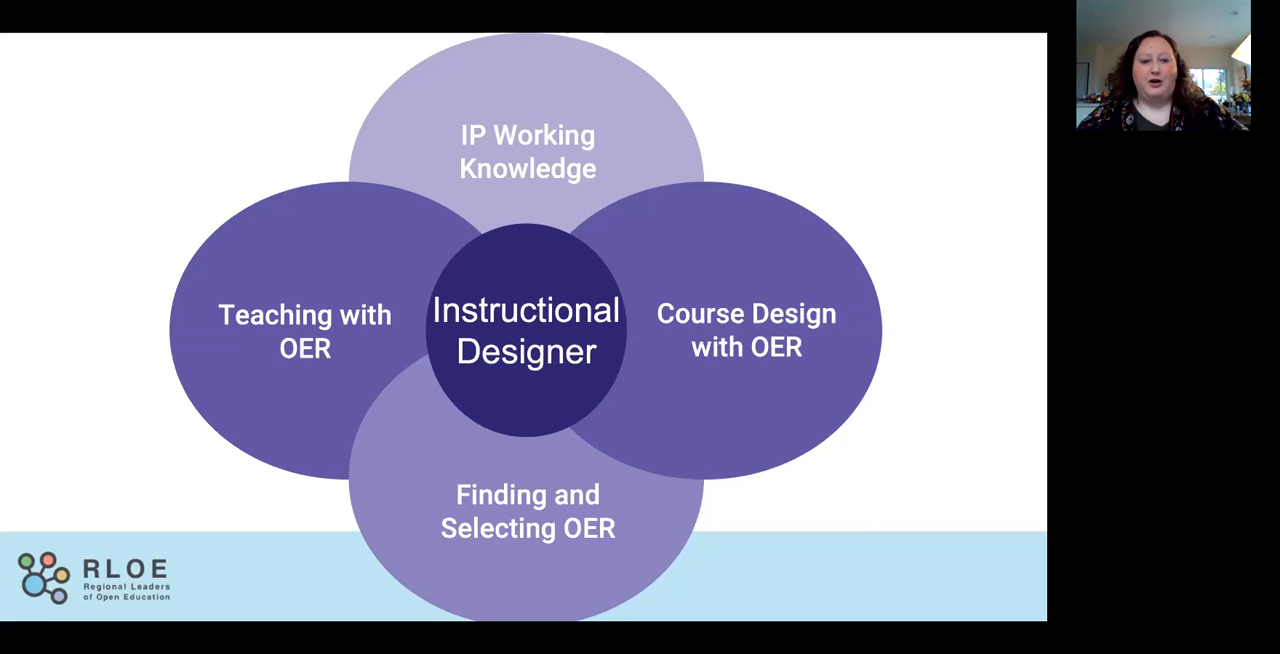 IP Working
Knowledge
Teaching with
OER
Instructional
Designer
Course Design
with OER
Finding and
Selecting OER
RLOE
Regional Leaders
of Open Education